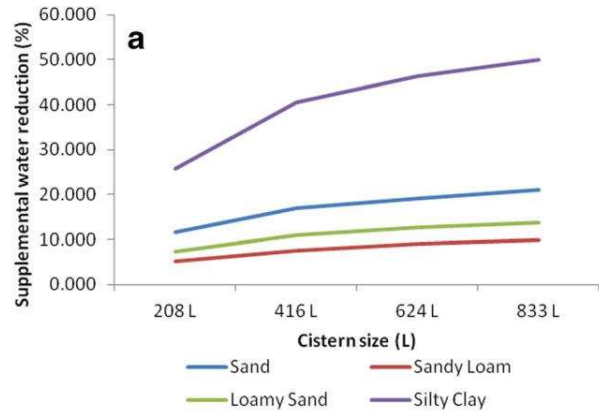 a
Supplemental water reduction (%)
60.000
50.000
40.000
30.000
20.000
10.000
0.000
208 L 416 L 624 L 833 L
Cistern size (L)
Sand Sandy Loam
Loamy Sand Silty Clay